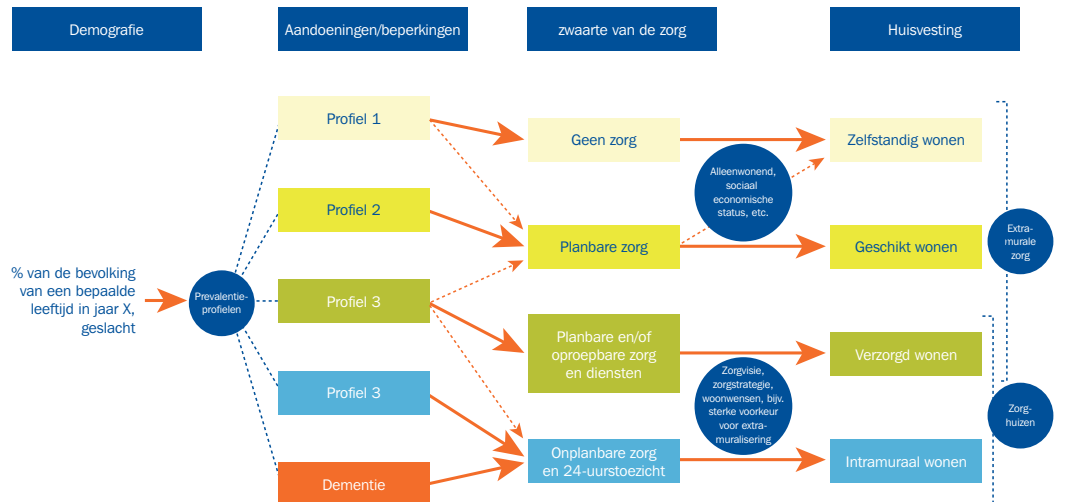 Demografie
Aandoeningen/beperkingen
zwaarte van de zorg
Huisvesting
% van de bevolking
van een bepaalde
leeftijd in jaar X,
geslacht
Prevalentie-
profielen
Profiel 1
Profiel 2
Profiel 3
Profiel 3
Dementie
Geen zorg
Planbare zorg
Planbare en/of
oproepbare zorg
en diensten
Onplanbare zorg
en 24-uurstoezicht
Alleenwonend,
sociaal
economische
status, etc.
Zorgvisie,
zorgstrategie,
woonwensen, bijv.
sterke voorkeur
voor extra-
muralisering
Zelfstandig wonen
Geschikt wonen
Verzorgd wonen
Intramuraal wonen
Extra-
murale
zorg
Zorg-
huizen